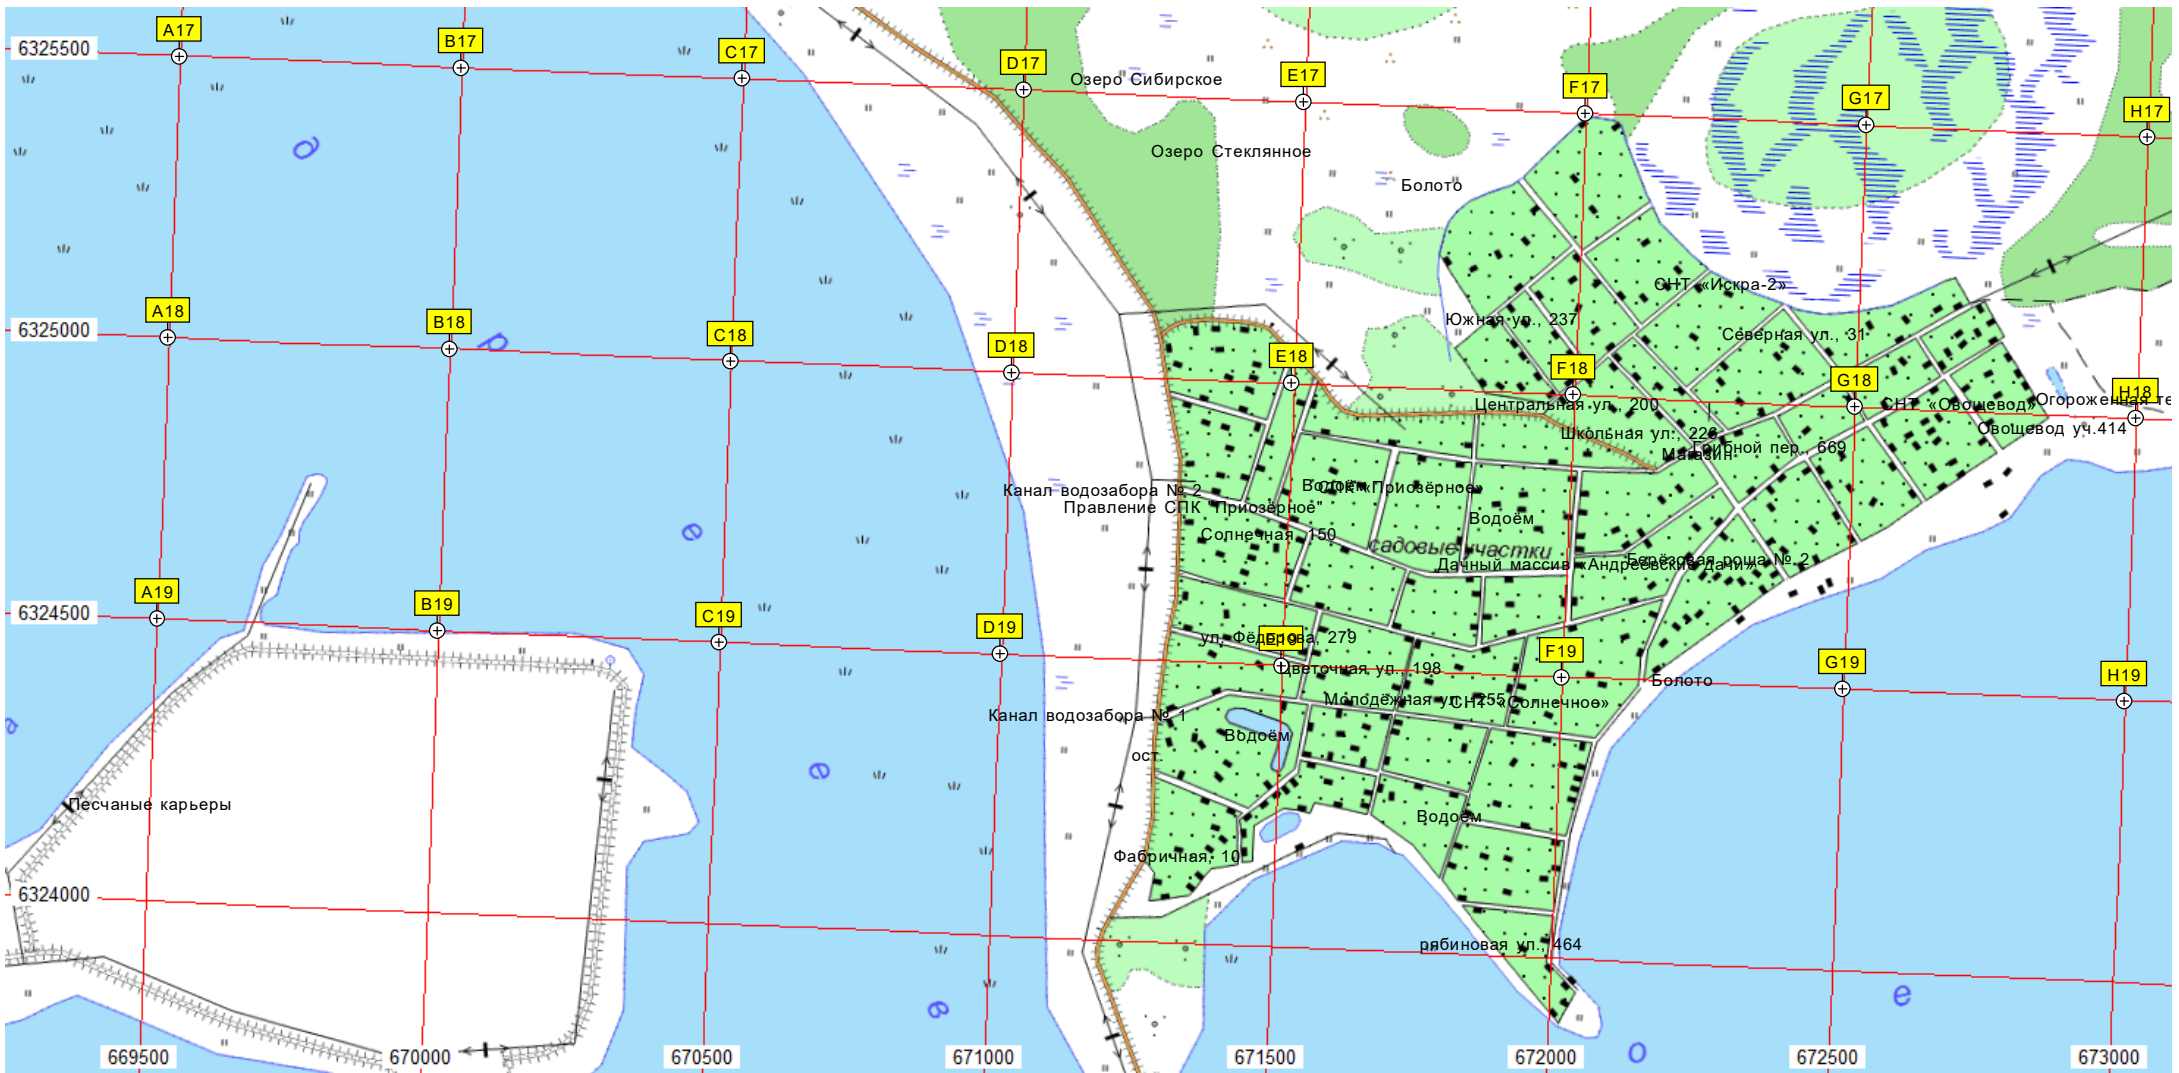 A17
B17
C17
D17
E17
F17
G17
H17
6325500
Озеро Сибирское
Озеро Стеклянное
Болото
д
СНТ «Искра-2»
Южная ул., 237
Северная ул., 31
6325000
A18
B18
C18
D18
E18
F18
G18
H18
р
Центральная ул., 200
СНТ «Овощевод»
Огороженная те
Овощевод уч.414
Школьная ул., 226
Грибной пер., 669
Магазин
Канал водозабора № 2
Водоём
СПК «Приозёрное»
Правление СПК "Приозёрное"
Водоём
Солнечная, 150
е
садовые участки
Дачный массив «Андреевские дачи»
Берёзовая роща № 2
6324500
A19
B19
C19
D19
E19
F19
G19
H19
ул. Фёдорова, 279
Цветочная ул., 198
Болото
Молодёжная ул., 255
СНТ «Солнечное»
Канал водозабора № 1
а
Водоём
ост.
е
Песчаные карьеры
Водоём
Фабричная, 10
6324000
рябиновая ул., 464
е
в
о
669500
670000
670500
671000
671500
672000
672500
673000